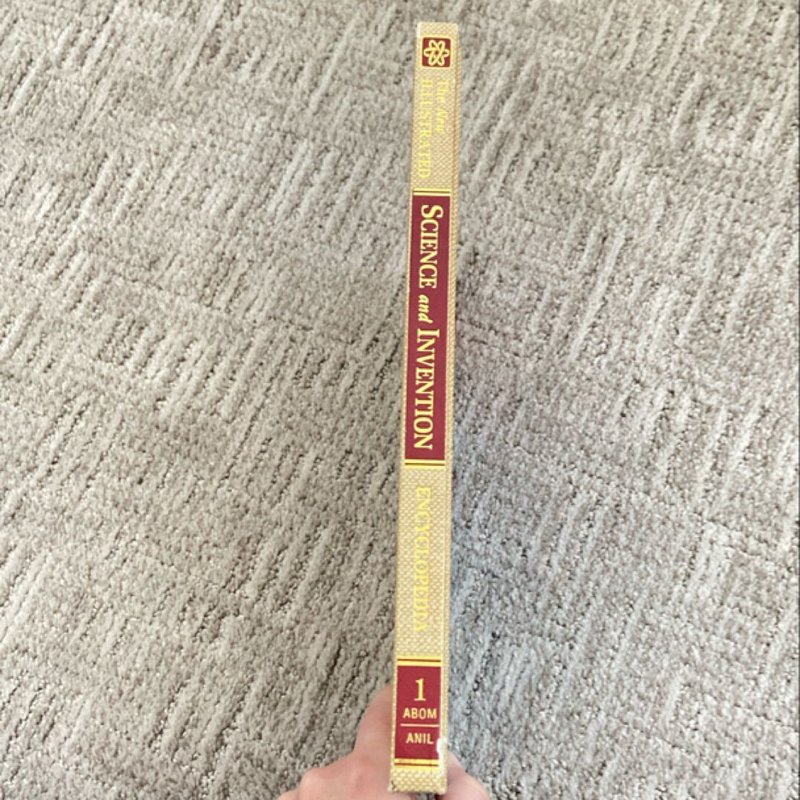 The New
ILLUSTRATED
SCIENCE and INVENTION
ENCYCLOPEDIA
1
ABOM
ANIL